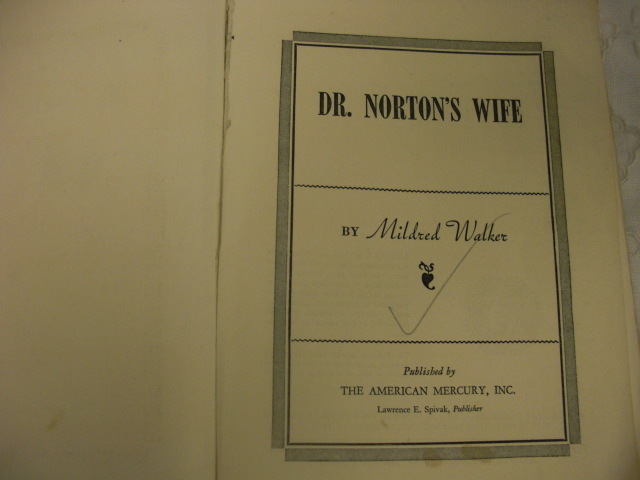 DR. NORTON'S WIFE
BY Mildred Walker
Published by
THE AMERICAN MERCURY, INC.
Lawrence E. Spivak, Publisher